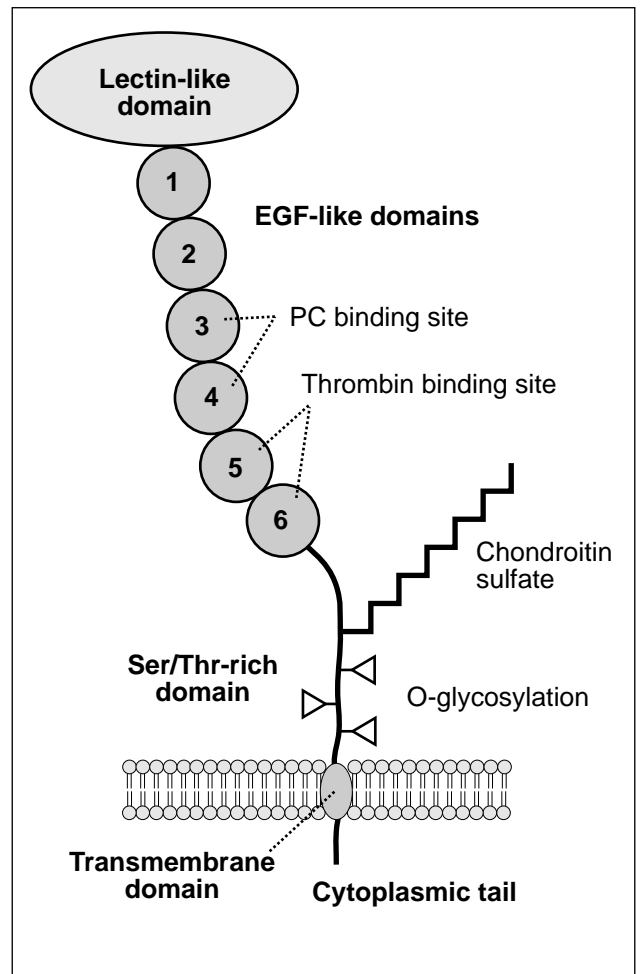 Lectin-like
domain
1
EGF-like domains
2
3
PC binding site
4
Thrombin binding site
5
6
Chondroitin
sulfate
Ser/Thr-rich
domain
O-glycosylation
Transmembrane
domain
Cytoplasmic tail